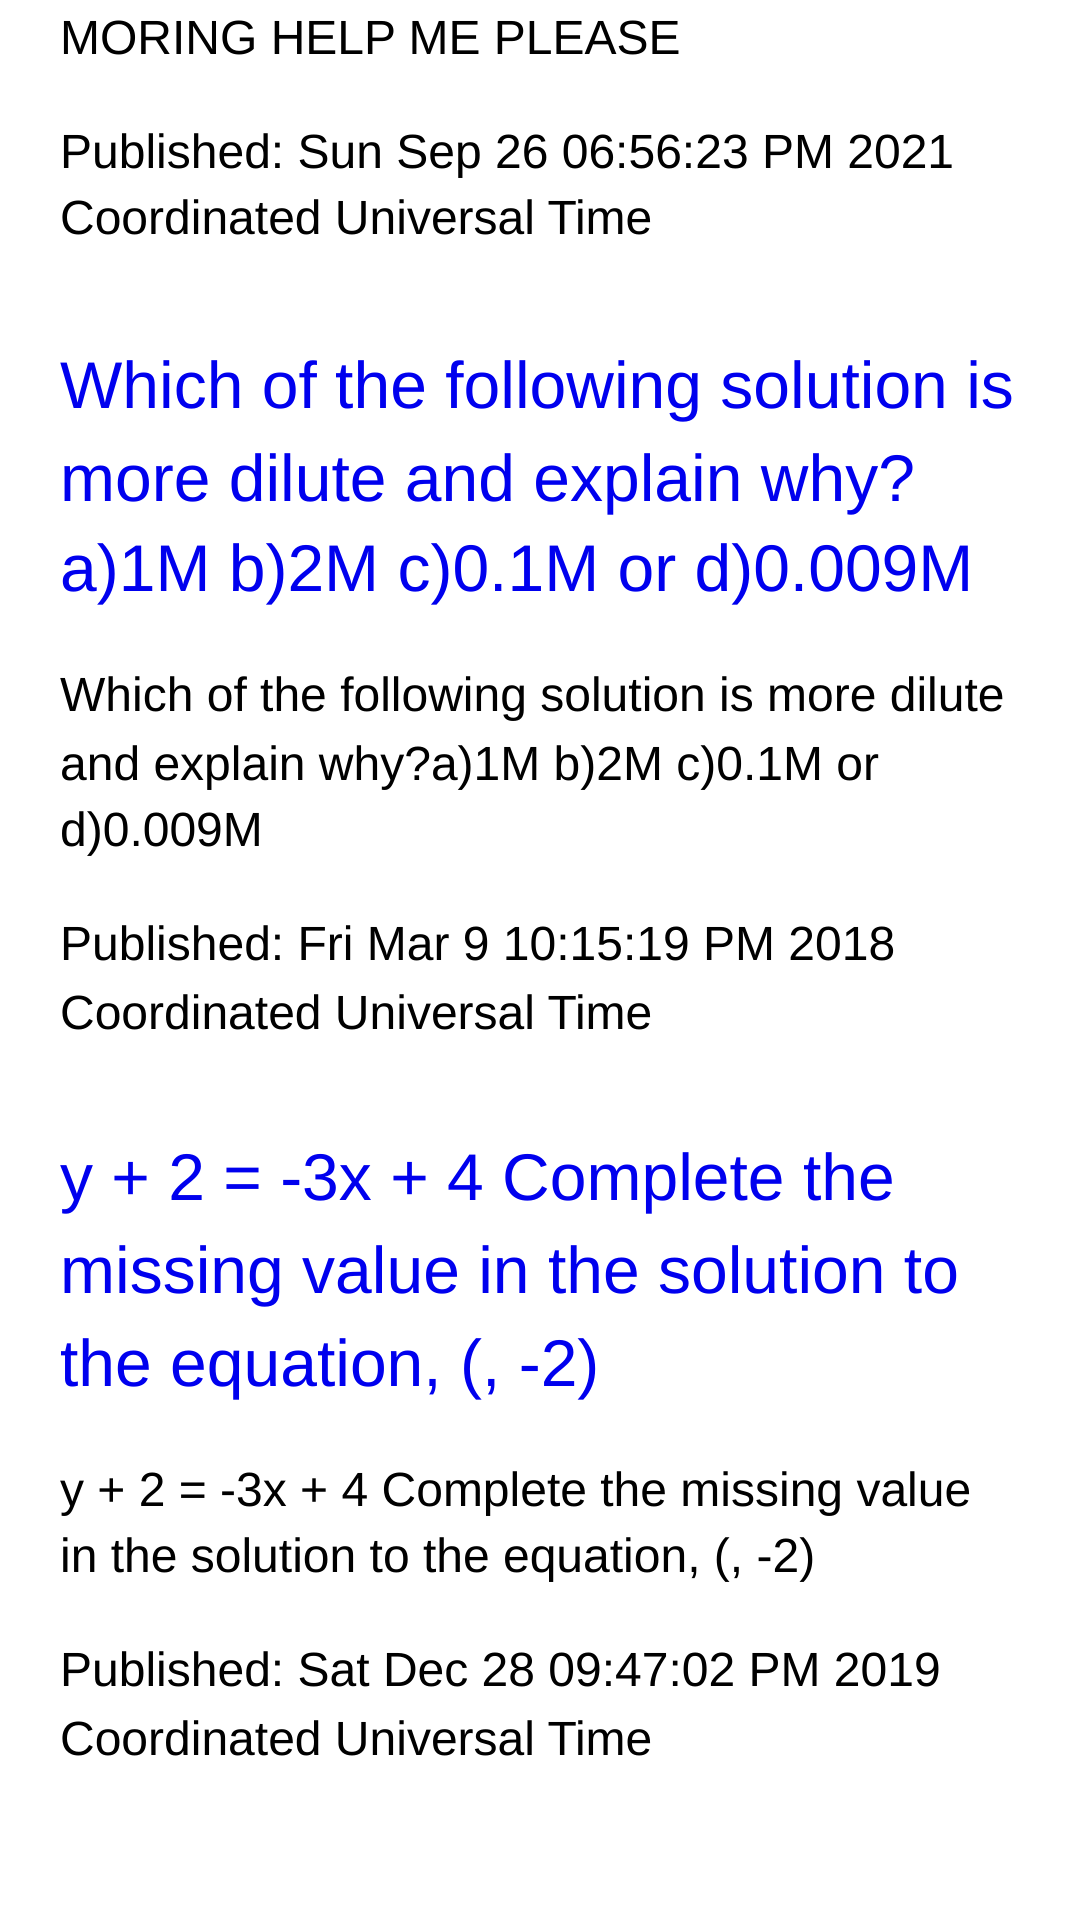 MORING HELP ME PLEASE
Published: Sun Sep 26 06:56:23 PM 2021
Coordinated Universal Time
Which of the following solution is
more dilute and explain why?
a)1M b)2M c)0.1M or d)0.009M
Which of the following solution is more dilute
and explain why?a)1M b)2M c)0.1M or
d)0.009M
Published: Fri Mar 9 10:15:19 PM 2018
Coordinated Universal Time
y + 2 = -3x + 4 Complete the
missing value in the solution to
the equation, (, -2)
y + 2 = -3x + 4 Complete the missing value
in the solution to the equation, (, -2)
Published: Sat Dec 28 09:47:02 PM 2019
Coordinated Universal Time